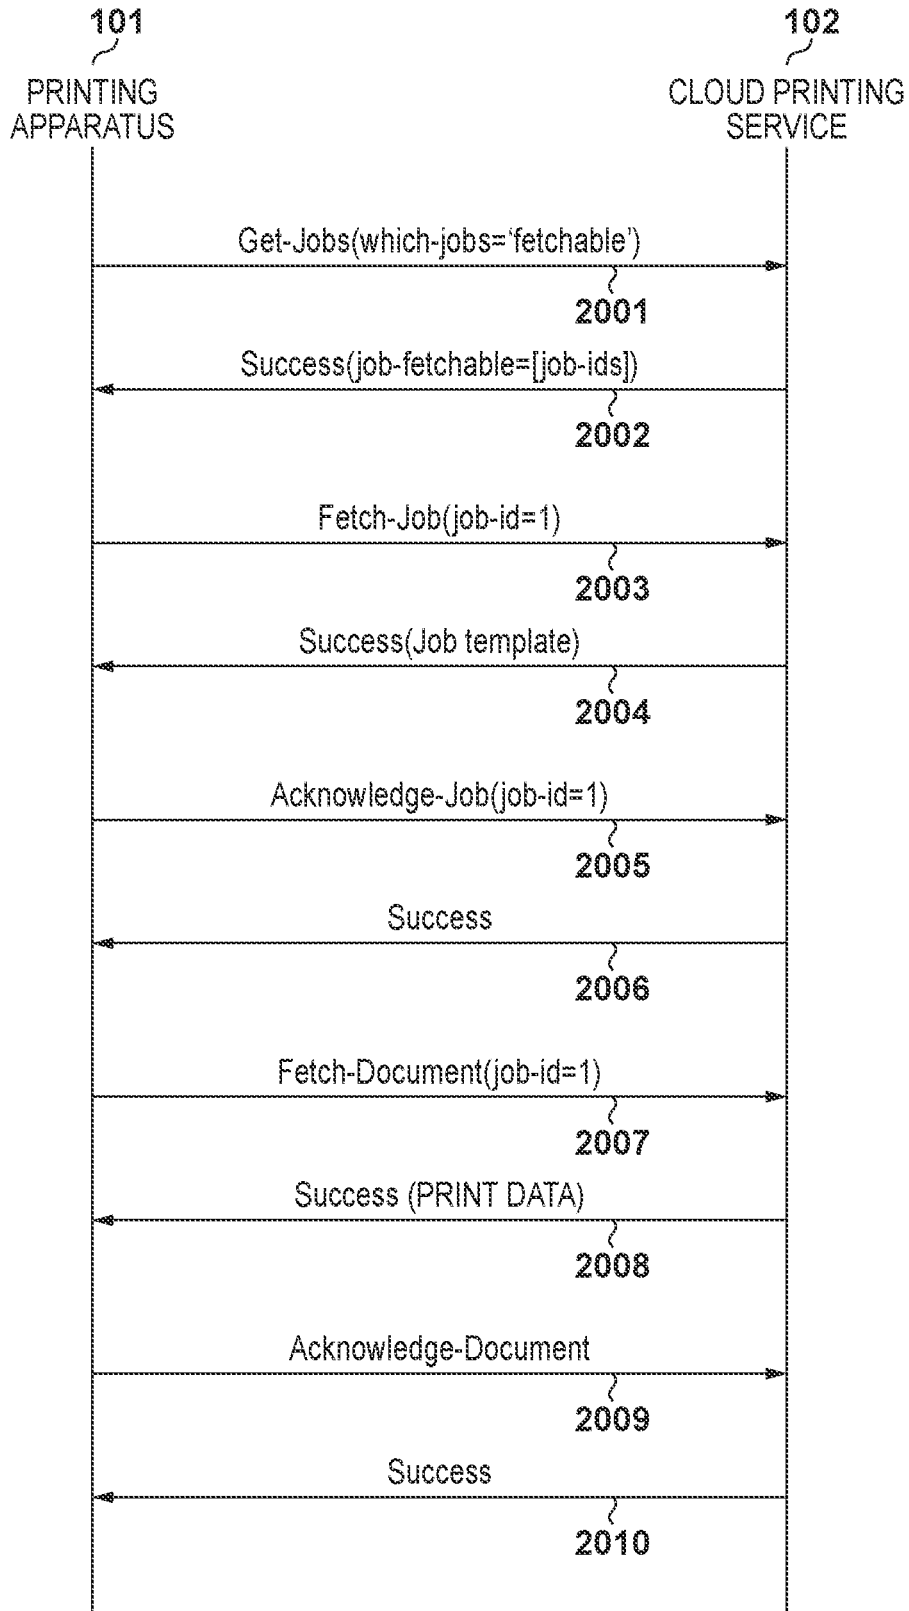 101
102
PRINTING
APPARATUS
CLOUD PRINTING
SERVICE
Get-Jobs(which-jobs='fetchable')
2001
Success(job-fetchable=[job-ids])
2002
Fetch-Job(job-id=1)
2003
Success(Job template)
2004
Acknowledge-Job(job-id=1)
2005
Success
2006
Fetch-Document(job-id=1)
2007
Success (PRINT DATA)
2008
Acknowledge-Document
2009
Success
2010